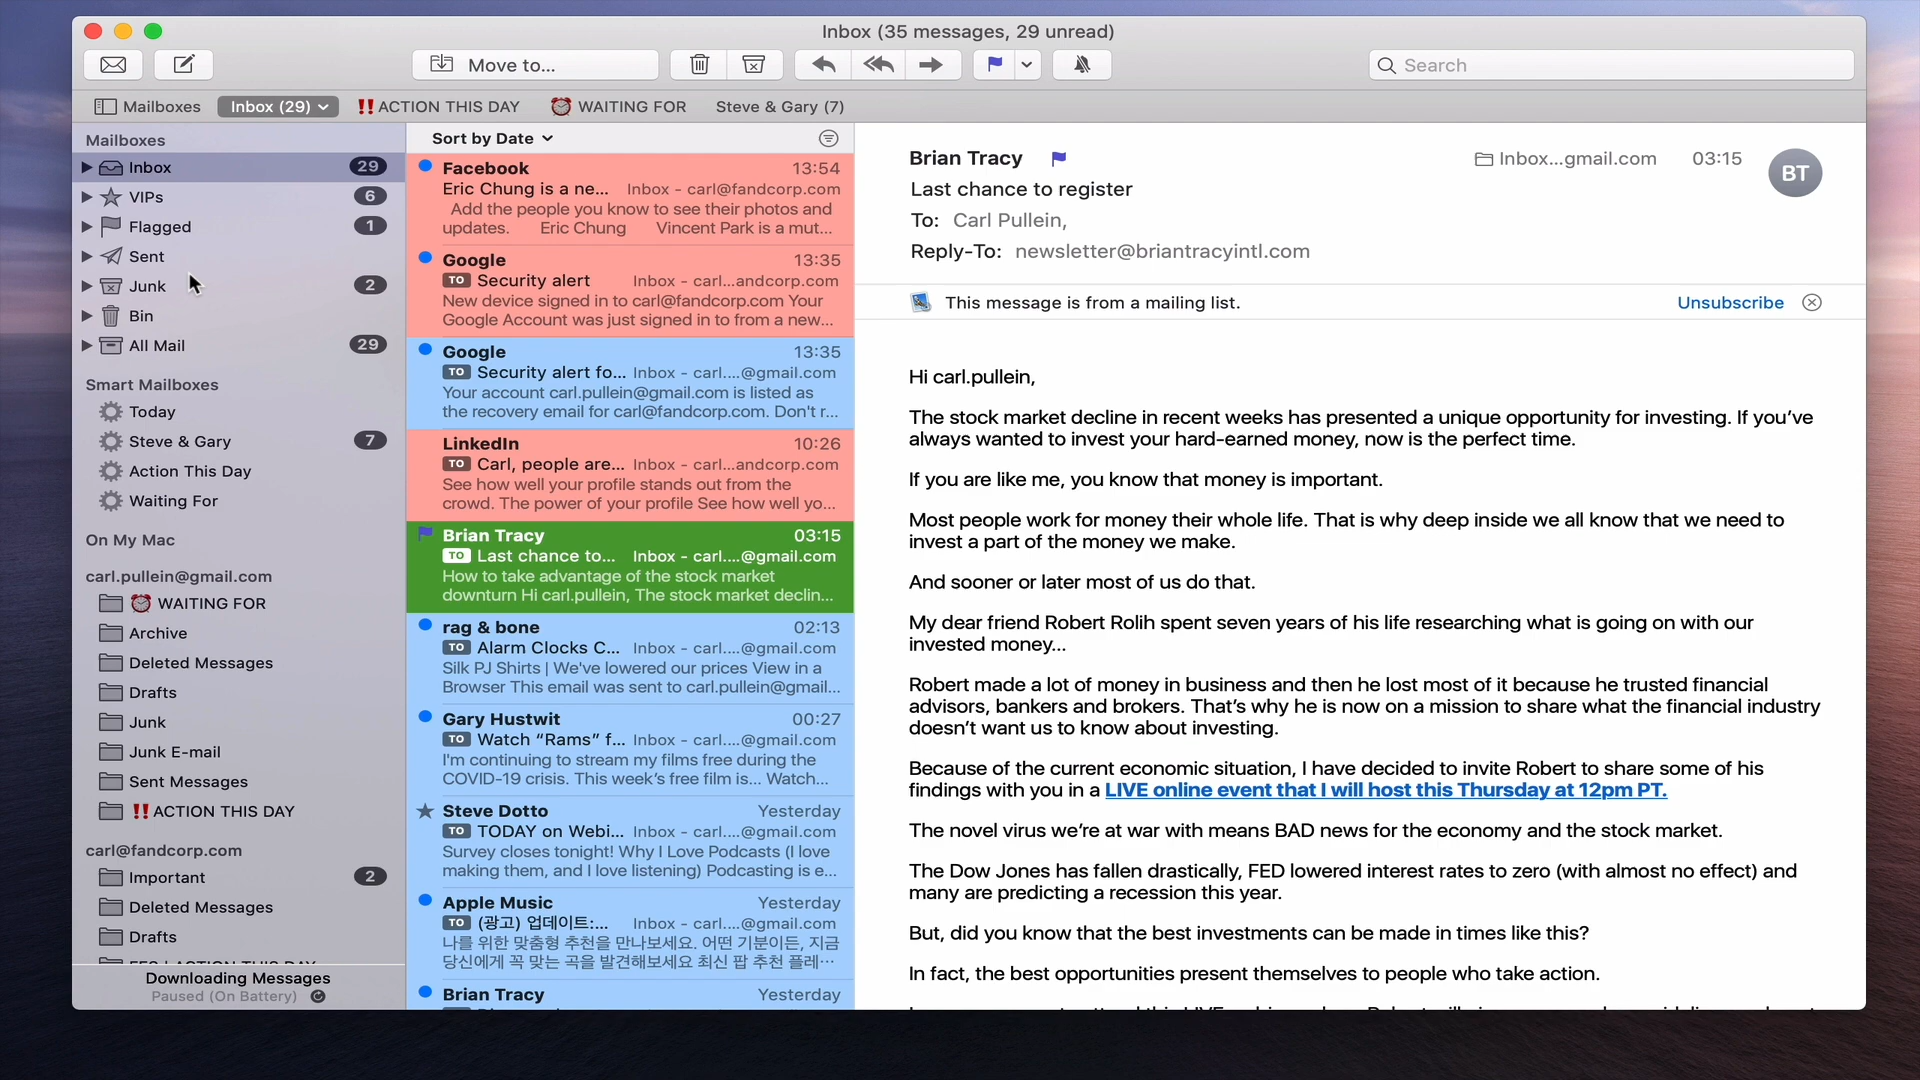 Inbox (35 messages, 29 unread)
Move to...
Search
Mailboxes
Inbox (29)
‼️ACTION THIS DAY
⏰ WAITING FOR
Steve & Gary (7)
Mailboxes
Inbox 29
VIPs 6
Flagged 1
Sent
Junk 2
Bin
All Mail 29
Smart Mailboxes
Today
Steve & Gary 7
Action This Day
Waiting For
On My Mac
carl.pullein@gmail.com
⏰ WAITING FOR
Archive
Deleted Messages
Drafts
Junk
Junk E-mail
Sent Messages
‼️ACTION THIS DAY
carl@fandcorp.com
Important 2
Deleted Messages
Drafts
Downloading Messages
Paused (On Battery)
Sort by Date
Facebook 13:54
Eric Chung is a ne... Inbox - carl@fandcorp.com
Add the people you know to see their photos and
updates. Eric Chung Vincent Park is a mut...
Google 13:35
TO Security alert Inbox - carl...andcorp.com
New device signed in to carl@fandcorp.com Your
Google Account was just signed in to from a new...
Google 13:35
TO Security alert fo... Inbox - carl....@gmail.com
Your account carl.pullein@gmail.com is listed as
the recovery email for carl@fandcorp.com. Don't r...
LinkedIn 10:26
TO Carl, people are... Inbox - carl...andcorp.com
See how well your profile stands out from the
crowd. The power of your profile See how well yo...
Brian Tracy 03:15
TO Last chance to... Inbox - carl....@gmail.com
How to take advantage of the stock market
downturn Hi carl.pullein, The stock market declin...
rag & bone 02:13
TO Alarm Clocks C... Inbox - carl....@gmail.com
Silk PJ Shirts | We've lowered our prices View in a
Browser This email was sent to carl.pullein@gmail...
Gary Hustwit 00:27
TO Watch “Rams” f... Inbox - carl....@gmail.com
I'm continuing to stream my films free during the
COVID-19 crisis. This week’s free film is... Watch...
Steve Dotto Yesterday
TO TODAY on Webi... Inbox - carl....@gmail.com
Survey closes tonight! Why I Love Podcasts (I love
making them, and I love listening) Podcasting is e...
Apple Music Yesterday
TO (광고) 업데이트:... Inbox - carl....@gmail.com
나를 위한 맞춤형 추천을 만나보세요. 어떤 기분이든, 지금
당신에게 꼭 맞는 곡을 발견해보세요 최신 팝 추천 플레...
Brian Tracy Yesterday
Brian Tracy
Inbox...gmail.com 03:15
BT
Last chance to register
To: Carl Pullein,
Reply-To: newsletter@briantracyintl.com
This message is from a mailing list.
Unsubscribe
Hi carl.pullein,
The stock market decline in recent weeks has presented a unique opportunity for investing. If you’ve
always wanted to invest your hard-earned money, now is the perfect time.
If you are like me, you know that money is important.
Most people work for money their whole life. That is why deep inside we all know that we need to
invest a part of the money we make.
And sooner or later most of us do that.
My dear friend Robert Rolih spent seven years of his life researching what is going on with our
invested money...
Robert made a lot of money in business and then he lost most of it because he trusted financial
advisors, bankers and brokers. That’s why he is now on a mission to share what the financial industry
doesn’t want us to know about investing.
Because of the current economic situation, I have decided to invite Robert to share some of his
findings with you in a LIVE online event that I will host this Thursday at 12pm PT.
The novel virus we’re at war with means BAD news for the economy and the stock market.
The Dow Jones has fallen drastically, FED lowered interest rates to zero (with almost no effect) and
many are predicting a recession this year.
But, did you know that the best investments can be made in times like this?
In fact, the best opportunities present themselves to people who take action.